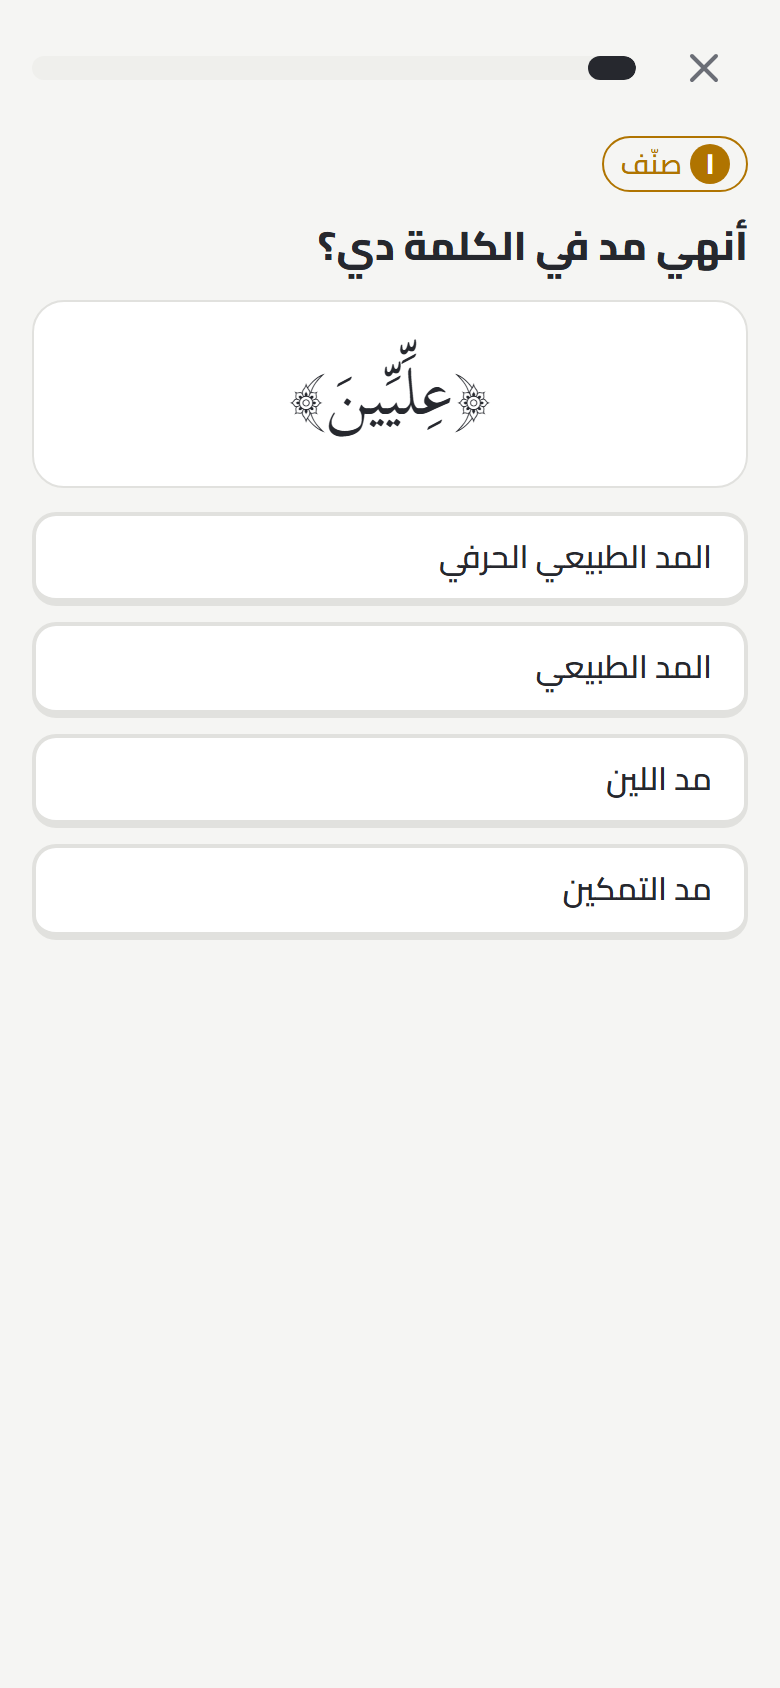 ا صنّف
أنهي مد في الكلمة دي؟
﴿عِلِّيِّينَ﴾
المد الطبيعي الحرفي
المد الطبيعي
مد اللين
مد التمكين